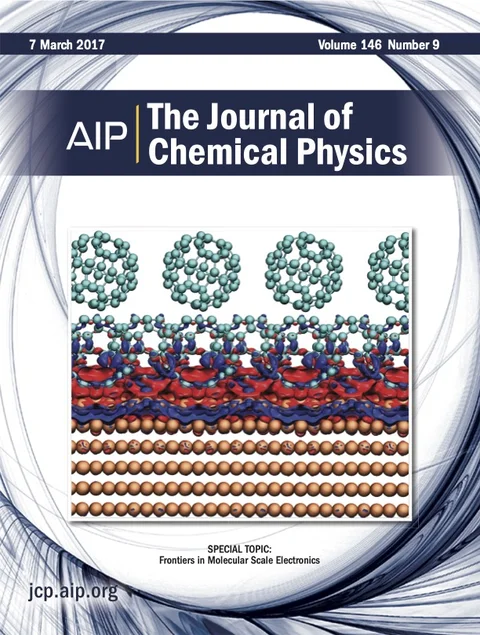 7 March 2017
Volume 146 Number 9
AIP
The Journal of
Chemical Physics
SPECIAL TOPIC:
Frontiers in Molecular Scale Electronics
jcp.aip.org